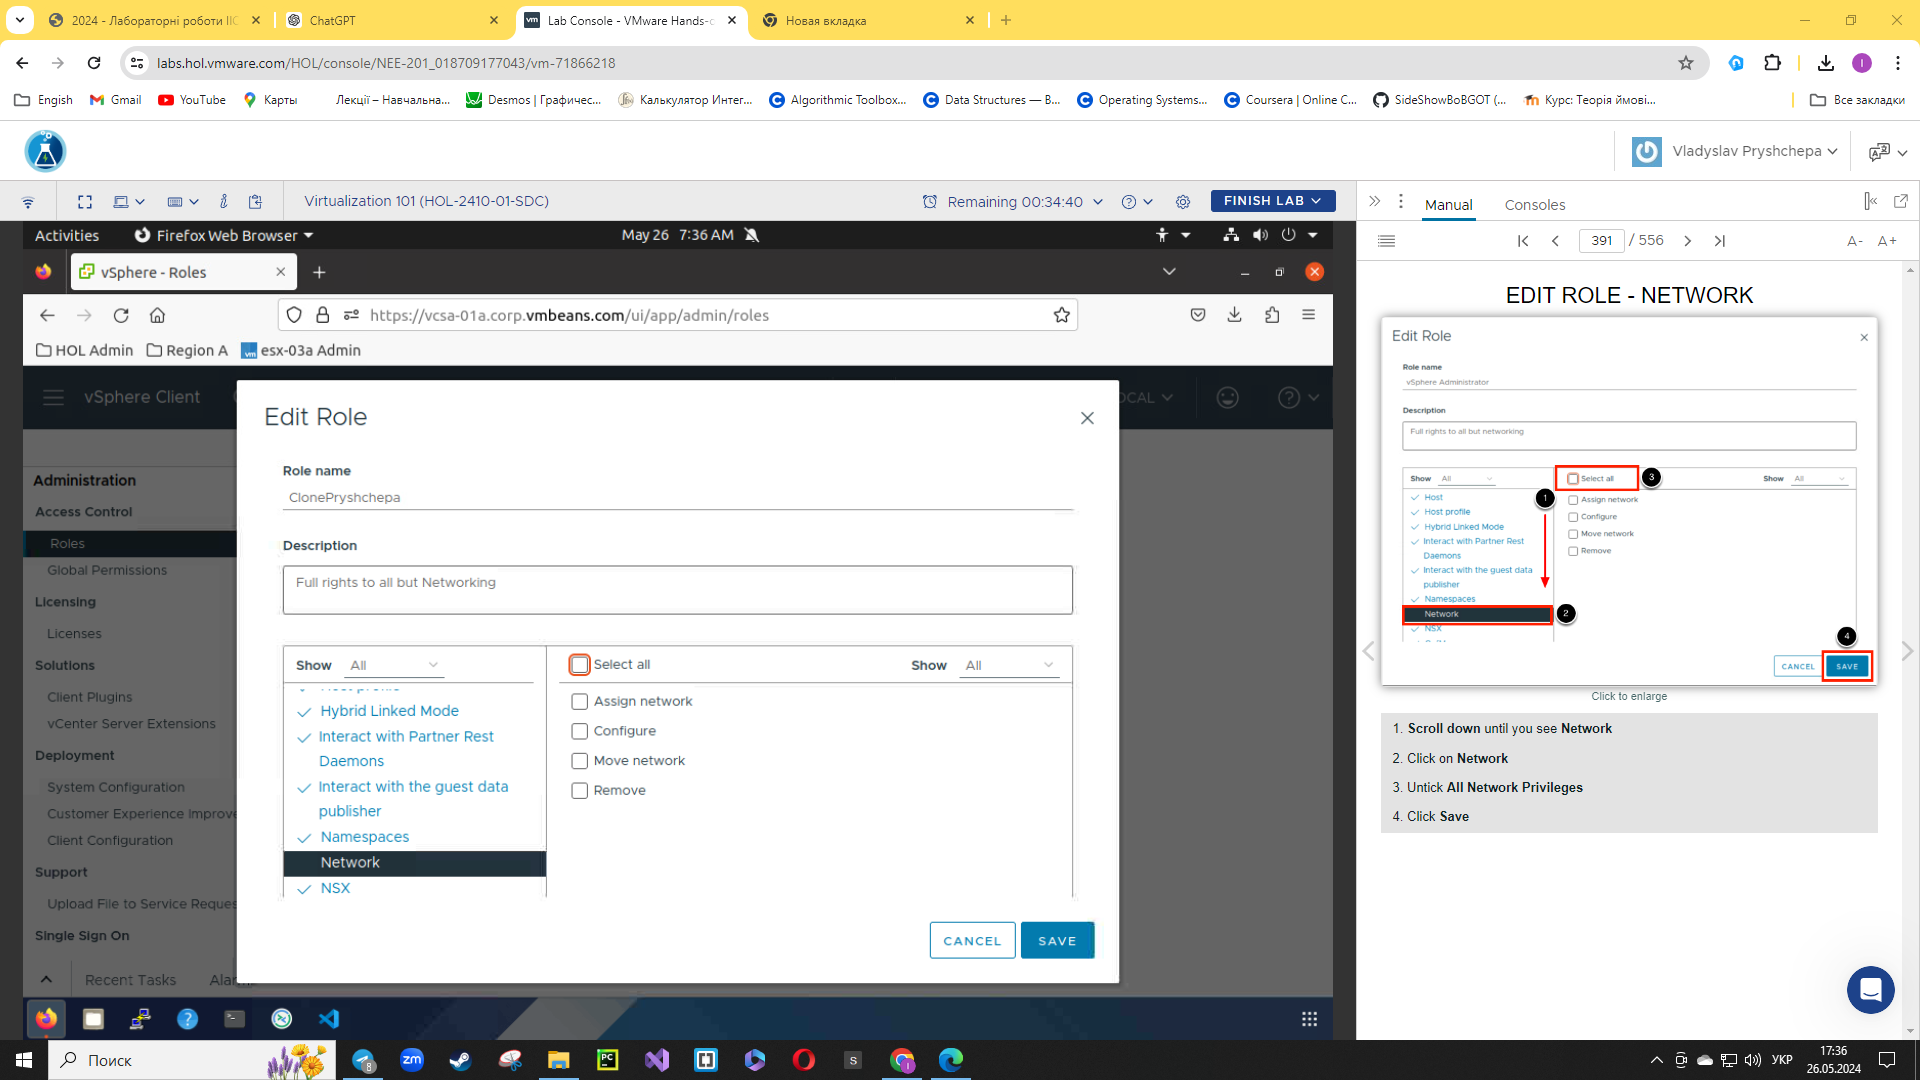 2024 - Лабораторні роботи ІІС
ChatGPT
Lab Console - VMware Hands-o
Новая вкладка
labs.hol.vmware.com/HOL/console/NEE-201_018709177043/vm-71866218
Engish
Gmail
YouTube
Карты
Лекції – Навчальна...
Desmos | Графичес...
Калькулятор Интег...
Algorithmic Toolbox...
Data Structures — В...
Operating Systems...
Coursera | Online C...
SideShowBoBGOT (...
Курс: Теорія ймові...
Все закладки
Vladyslav Pryshchepa
Virtualization 101 (HOL-2410-01-SDC)
Remaining 00:34:40
FINISH LAB
Manual
Consoles
391 / 556
A- A+
Activities
Firefox Web Browser
May 26 7:36 AM
vSphere - Roles
https://vcsa-01a.corp.vmbeans.com/ui/app/admin/roles
HOL Admin
Region A
esx-03a Admin
vSphere Client
OCAL
Administration
Access Control
Roles
Global Permissions
Licensing
Licenses
Solutions
Client Plugins
vCenter Server Extensions
Deployment
System Configuration
Customer Experience Improve
Client Configuration
Support
Upload File to Service Reques
Single Sign On
Recent Tasks
Alarm
Edit Role
Role name
ClonePryshchepa
Description
Full rights to all but Networking
Show All
Host profile
Hybrid Linked Mode
Interact with Partner Rest
Daemons
Interact with the guest data
publisher
Namespaces
Network
NSX
Select all
Show All
Assign network
Configure
Move network
Remove
CANCEL
SAVE
EDIT ROLE - NETWORK
Edit Role
Role name
vSphere Administrator
Description
Full rights to all but networking
Show All
Select all
3
Show All
1
Host
Host profile
Hybrid Linked Mode
Interact with Partner Rest
Daemons
Interact with the guest data
publisher
Namespaces
Network
2
NSX
Assign network
Configure
Move network
Remove
4
CANCEL
SAVE
Click to enlarge
1. Scroll down until you see Network
2. Click on Network
3. Untick All Network Privileges
4. Click Save
Поиск
8
zm
PC
S
УКР
17:36
26.05.2024